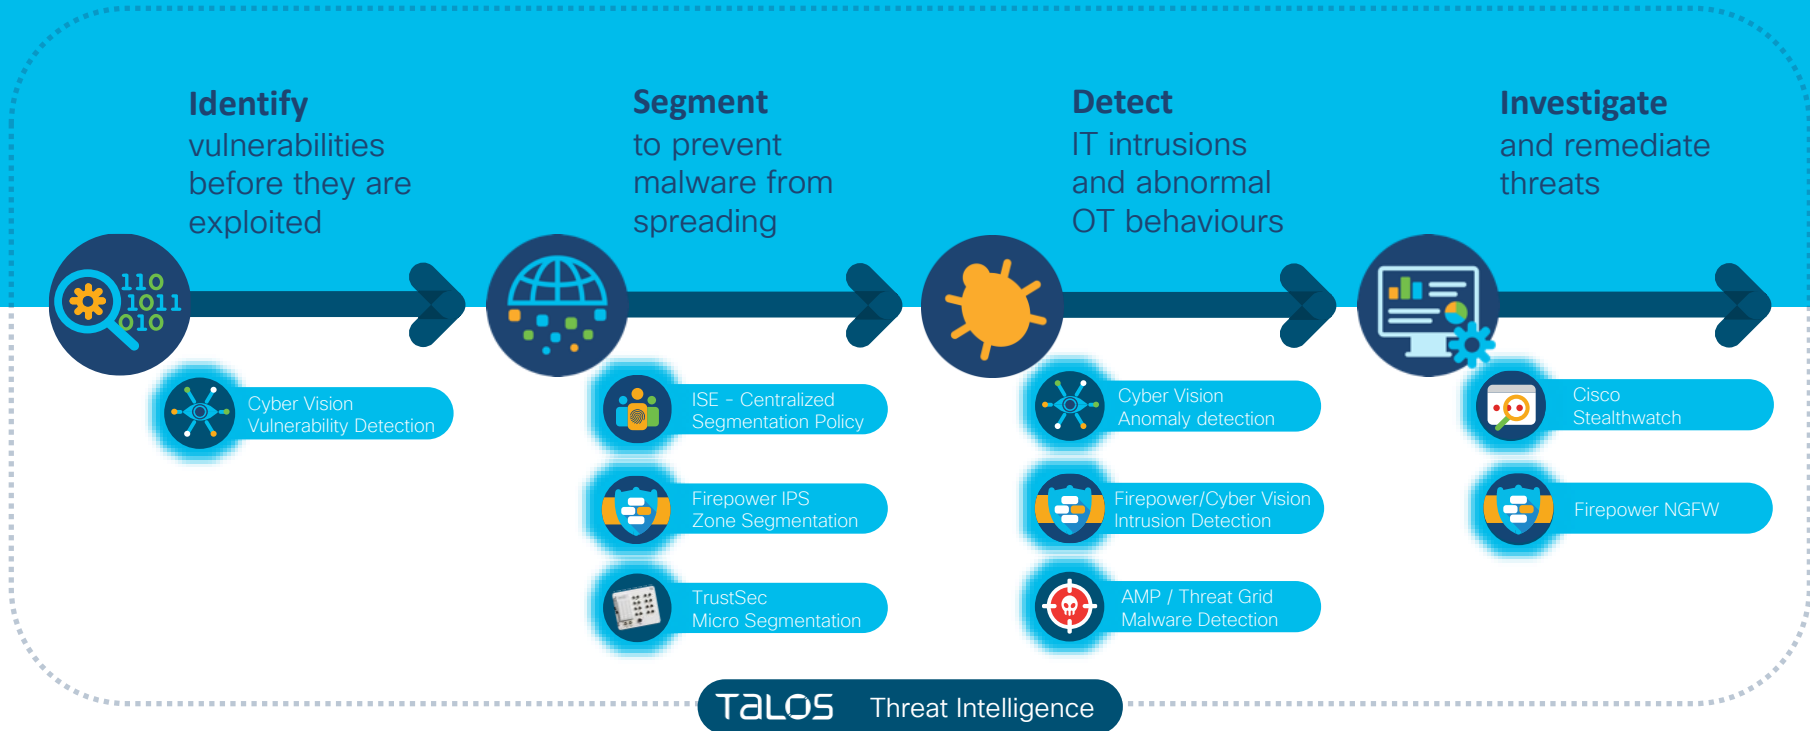 Identify
vulnerabilities
before they are
exploited
Segment
to prevent
malware from
spreading
Detect
IT intrusions
and abnormal
OT behaviours
Investigate
and remediate
threats
110
1011
010
Cyber Vision
Vulnerability Detection
ISE - Centralized
Segmentation Policy
Firepower IPS
Zone Segmentation
TrustSec
Micro Segmentation
Cyber Vision
Anomaly detection
Firepower/Cyber Vision
Intrusion Detection
AMP / Threat Grid
Malware Detection
Cisco
Stealthwatch
Firepower NGFW
TALOS Threat Intelligence